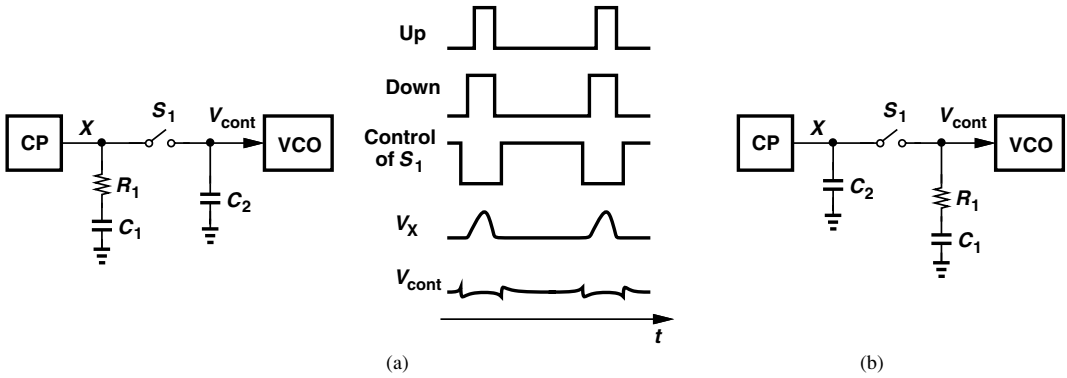 CP
X
S1
Vcont
VCO
R1
C1
C2
Up
Down
Control
of S1
VX
Vcont
t
(a)
CP
X
S1
Vcont
VCO
C2
R1
C1
(b)